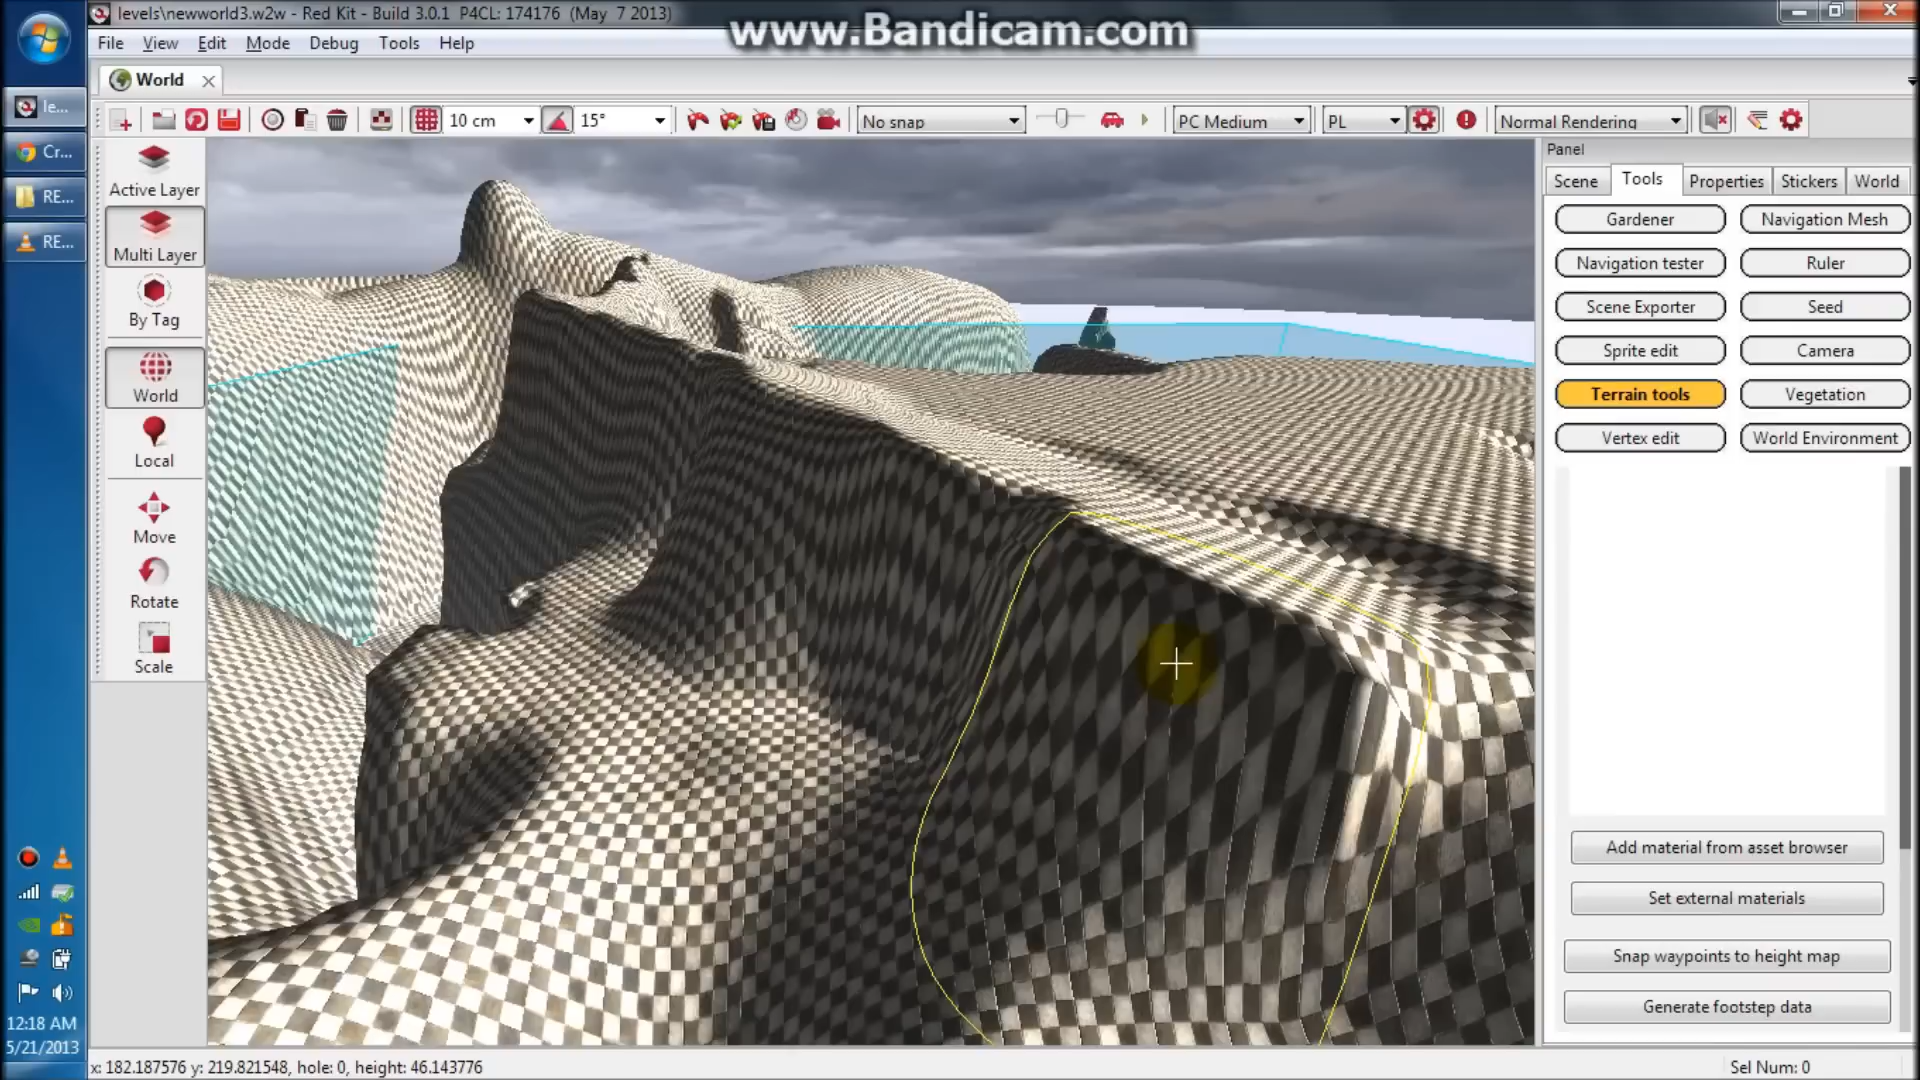 levels\newworld3.w2w - Red Kit - Build 3.0.1  P4CL: 174176  (May  7 2013)
www.Bandicam.com
File View Edit Mode Debug Tools Help
World
10 cm 15° No snap PC Medium PL Normal Rendering
le...
Cr...
RE...
RE...
12:18 AM
5/21/2013
Active Layer
Multi Layer
By Tag
World
Local
Move
Rotate
Scale
Panel
Scene Tools Properties Stickers World
Gardener Navigation Mesh
Navigation tester Ruler
Scene Exporter Seed
Sprite edit Camera
Terrain tools Vegetation
Vertex edit World Environment
Add material from asset browser
Set external materials
Snap waypoints to height map
Generate footstep data
x: 182.187576 y: 219.821548, hole: 0, height: 46.143776
Sel Num: 0